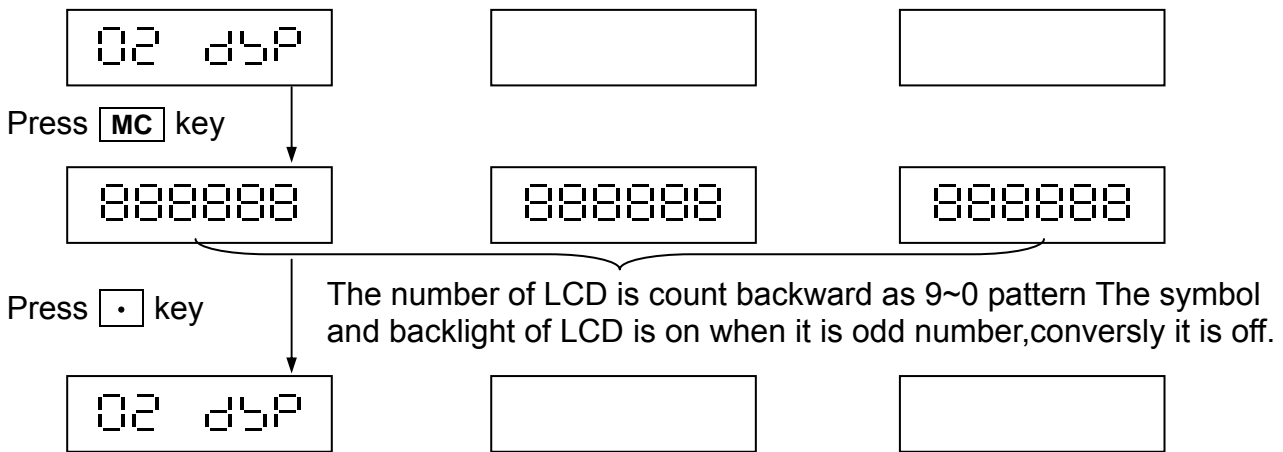 02 dSP
Press MC key
888888 888888 888888
Press · key
The number of LCD is count backward as 9~0 pattern The symbol
and backlight of LCD is on when it is odd number,conversly it is off.
02 dSP